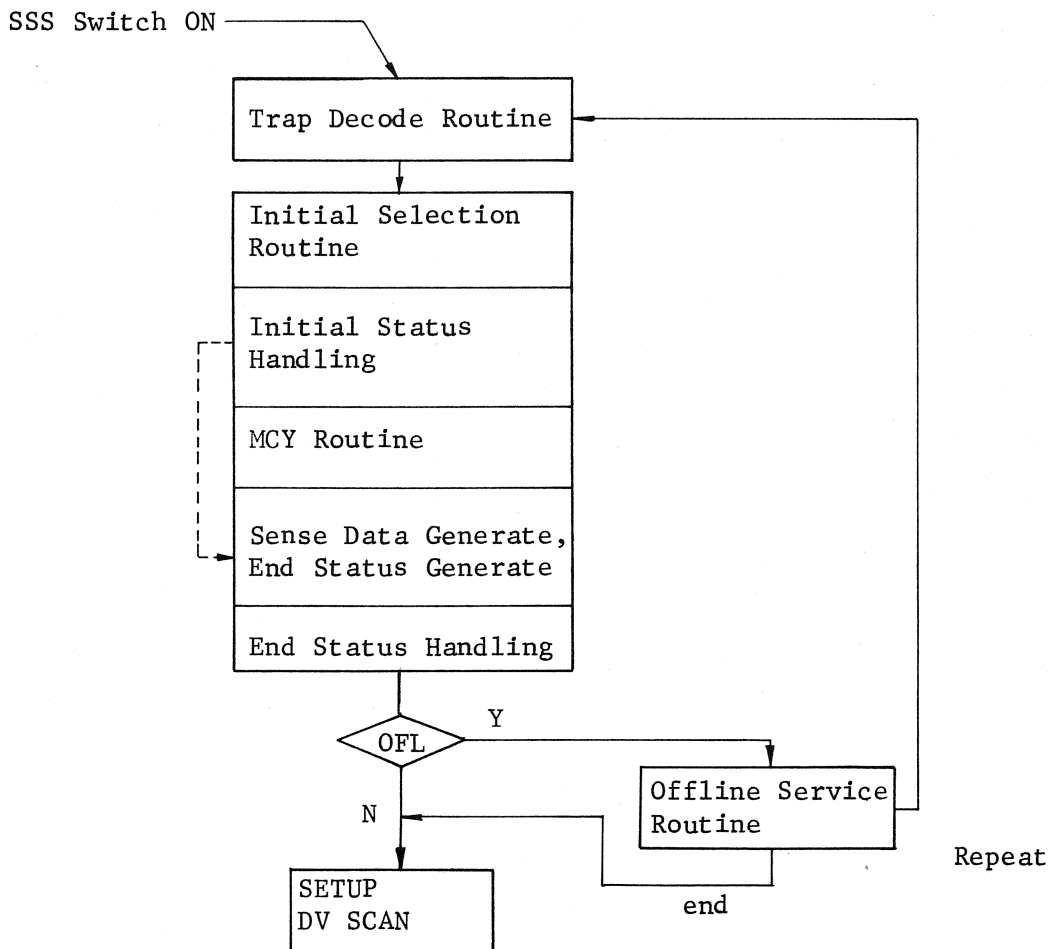 SSS Switch ON
Trap Decode Routine
Initial Selection
Routine
Initial Status
Handling
MCY Routine
Sense Data Generate,
End Status Generate
End Status Handling
OFL
Y
N
Offline Service
Routine
Repeat
end
SETUP
DV SCAN